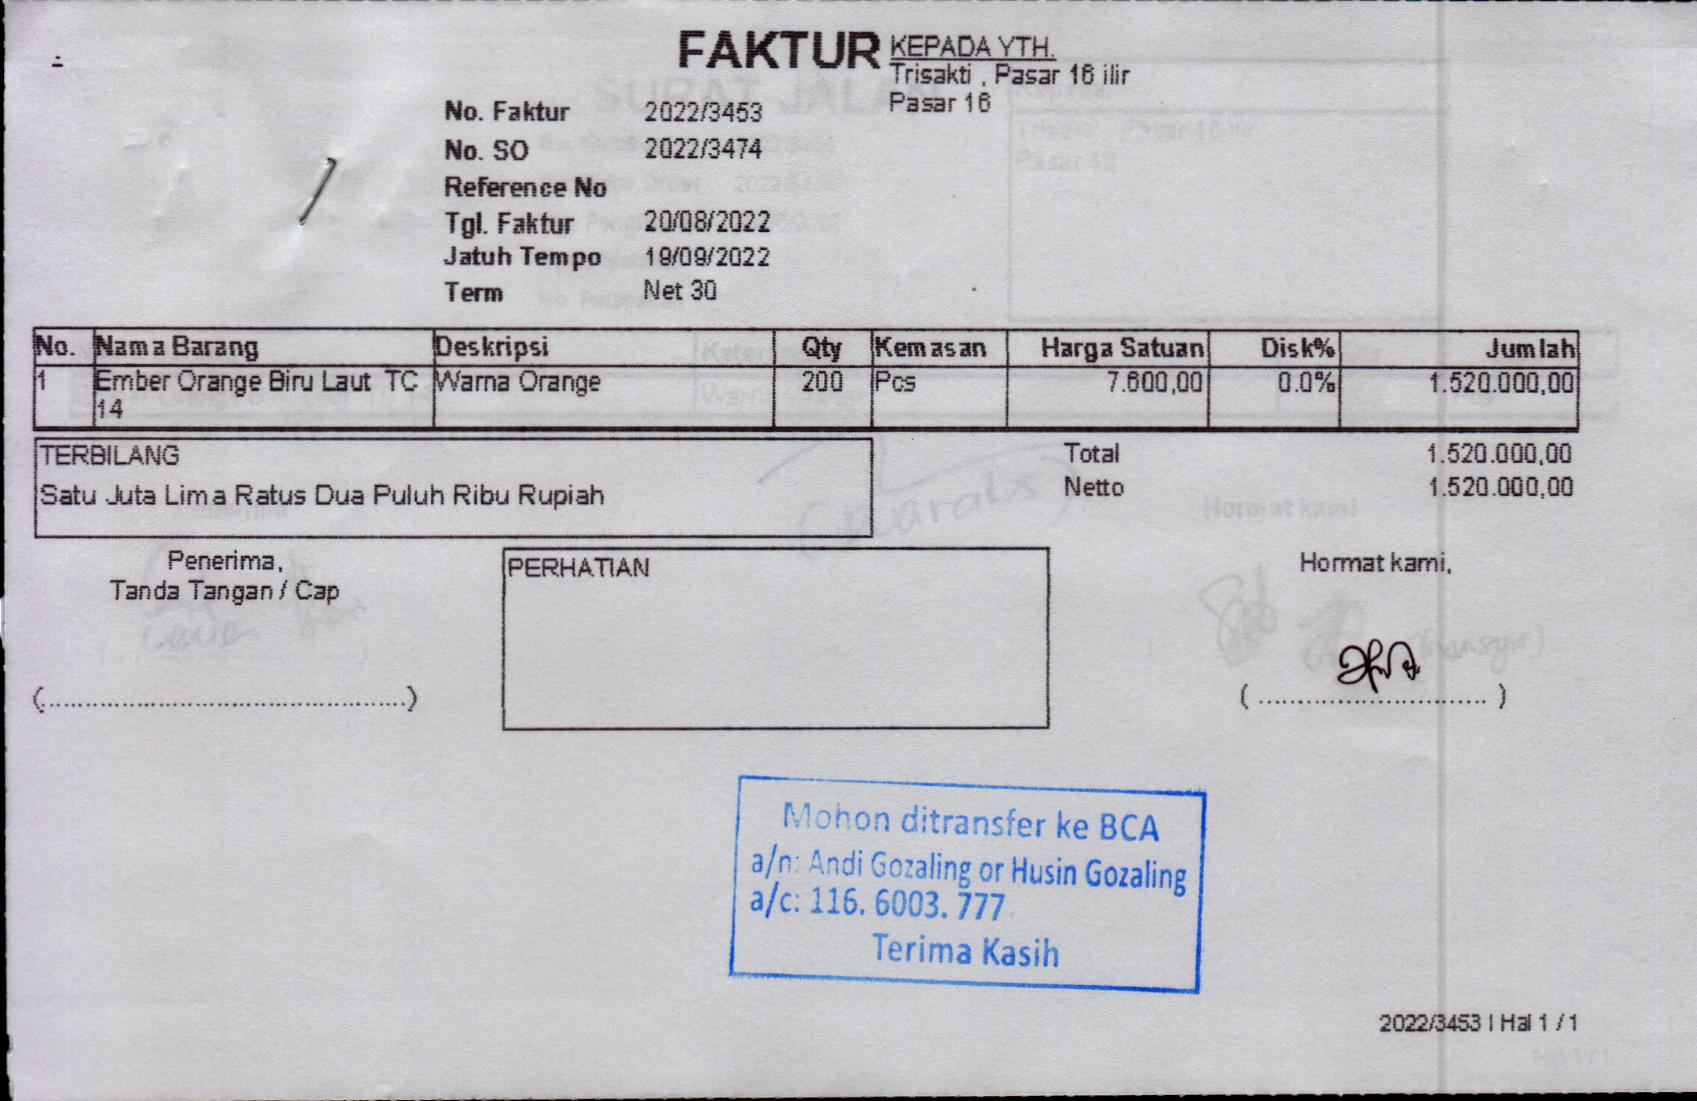 FAKTUR
KEPADA YTH.
Trisakti , Pasar 16 ilir
Pasar 16
No. Faktur 2022/3453
No. SO 2022/3474
Reference No
Tgl. Faktur 20/08/2022
Jatuh Tempo 19/09/2022
Term Net 30
No. Nama Barang Deskripsi Qty Kemasan Harga Satuan Disk% Jumlah
1 Ember Orange Biru Laut TC Warna Orange 200 Pcs 7.600,00 0.0% 1.520.000,00
14
TERBILANG
Satu Juta Lima Ratus Dua Puluh Ribu Rupiah
Total 1.520.000,00
Netto 1.520.000,00
Penerima,
Tanda Tangan / Cap
(................................................)
PERHATIAN
Hormat kami,
( .............................. )
Mohon ditransfer ke BCA
a/n: Andi Gozaling or Husin Gozaling
a/c: 116. 6003. 777
Terima Kasih
2022/3453 | Hal 1 / 1